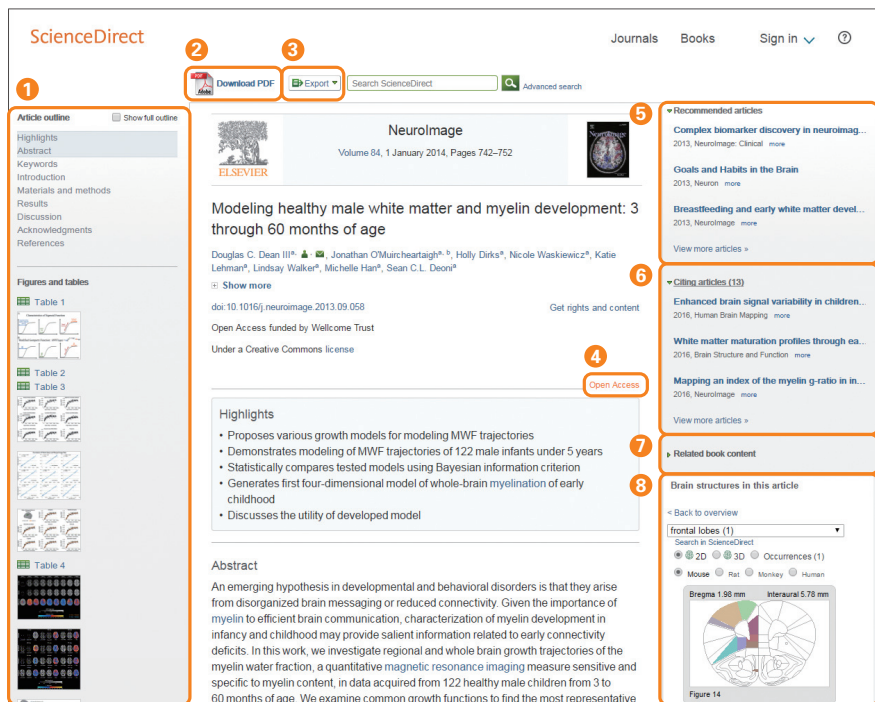 ScienceDirect
Journals Books Sign in ?
1
2
3
PDF Adobe Download PDF
Export
Search ScienceDirect
Advanced search
Article outline Show full outline
Highlights
Abstract
Keywords
Introduction
Materials and methods
Results
Discussion
Acknowledgments
References
Figures and tables
Table 1
Table 2
Table 3
Table 4
ELSEVIER
NeuroImage
Volume 84, 1 January 2014, Pages 742–752
NeuroImage
Modeling healthy male white matter and myelin development: 3
through 60 months of age
Douglas C. Dean IIIa, , Jonathan O'Muircheartaigha, b, Holly Dirksa, Nicole Waskiewicza, Katie
Lehmana, Lindsay Walkera, Michelle Hana, Sean C.L. Deonia
Show more
doi:10.1016/j.neuroimage.2013.09.058 Get rights and content
Open Access funded by Wellcome Trust
Under a Creative Commons license
4
Open Access
Highlights
• Proposes various growth models for modeling MWF trajectories
• Demonstrates modeling of MWF trajectories of 122 male infants under 5 years
• Statistically compares tested models using Bayesian information criterion
• Generates first four-dimensional model of whole-brain myelination of early
childhood
• Discusses the utility of developed model
Abstract
An emerging hypothesis in developmental and behavioral disorders is that they arise
from disorganized brain messaging or reduced connectivity. Given the importance of
myelin to efficient brain communication, characterization of myelin development in
infancy and childhood may provide salient information related to early connectivity
deficits. In this work, we investigate regional and whole brain growth trajectories of the
myelin water fraction, a quantitative magnetic resonance imaging measure sensitive and
specific to myelin content, in data acquired from 122 healthy male children from 3 to
60 months of age. We examine common growth functions to find the most representative
5
Recommended articles
Complex biomarker discovery in neuroimag...
2013, NeuroImage: Clinical more
Goals and Habits in the Brain
2013, Neuron more
Breastfeeding and early white matter devel...
2013, NeuroImage more
View more articles »
6
Citing articles (13)
Enhanced brain signal variability in children...
2016, Human Brain Mapping more
White matter maturation profiles through ea...
2016, Brain Structure and Function more
Mapping an index of the myelin g-ratio in in...
2016, NeuroImage more
View more articles »
7
Related book content
8
Brain structures in this article
< Back to overview
frontal lobes (1)
Search in ScienceDirect
2D 3D Occurrences (1)
Mouse Rat Monkey Human
Bregma 1.98 mm Interaural 5.78 mm
Figure 14